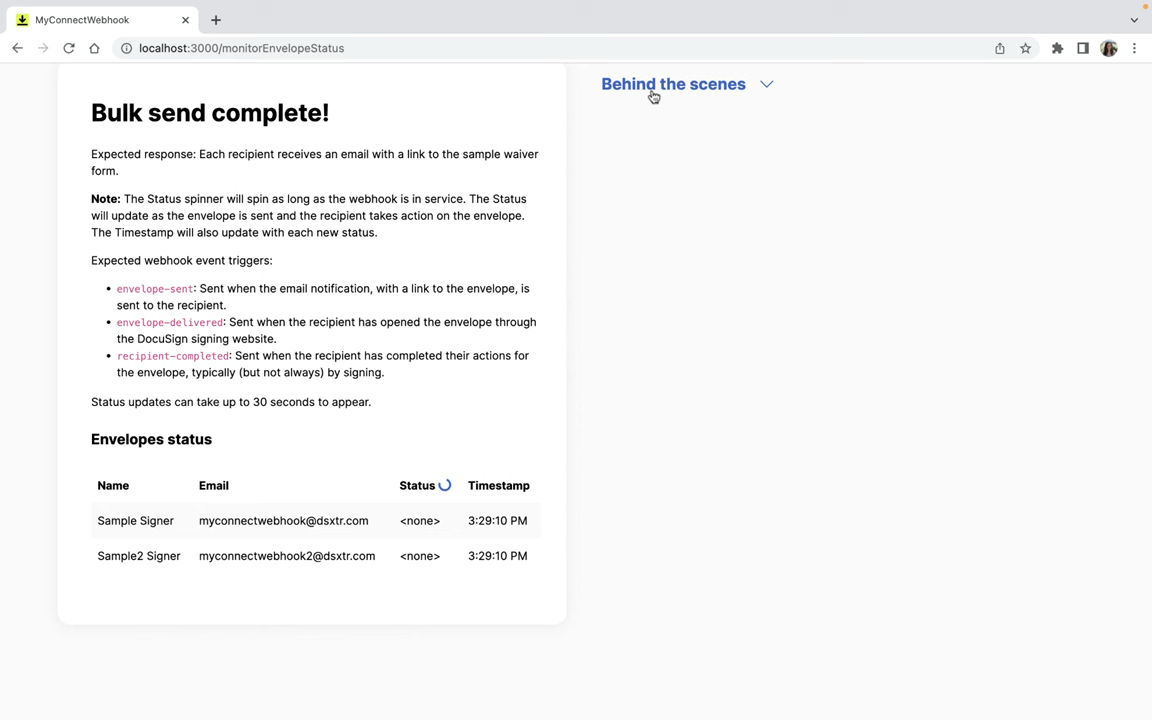 MyConnectWebhook
localhost:3000/monitorEnvelopeStatus
Behind the scenes
Bulk send complete!
Expected response: Each recipient receives an email with a link to the sample waiver
form.
Note: The Status spinner will spin as long as the webhook is in service. The Status
will update as the envelope is sent and the recipient takes action on the envelope.
The Timestamp will also update with each new status.
Expected webhook event triggers:
• envelope-sent: Sent when the email notification, with a link to the envelope, is
sent to the recipient.
• envelope-delivered: Sent when the recipient has opened the envelope through
the DocuSign signing website.
• recipient-completed: Sent when the recipient has completed their actions for
the envelope, typically (but not always) by signing.
Status updates can take up to 30 seconds to appear.
Envelopes status
Name Email Status Timestamp
Sample Signer myconnectwebhook@dsxtr.com <none> 3:29:10 PM
Sample2 Signer myconnectwebhook2@dsxtr.com <none> 3:29:10 PM